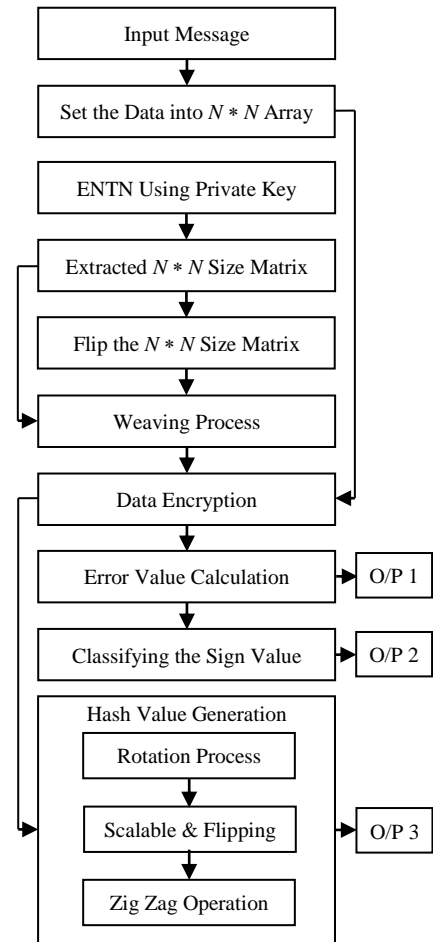 Input Message
Set the Data into N * N Array
ENTN Using Private Key
Extracted N * N Size Matrix
Flip the N * N Size Matrix
Weaving Process
Data Encryption
Error Value Calculation
O/P 1
Classifying the Sign Value
O/P 2
Hash Value Generation
Rotation Process
Scalable & Flipping
O/P 3
Zig Zag Operation